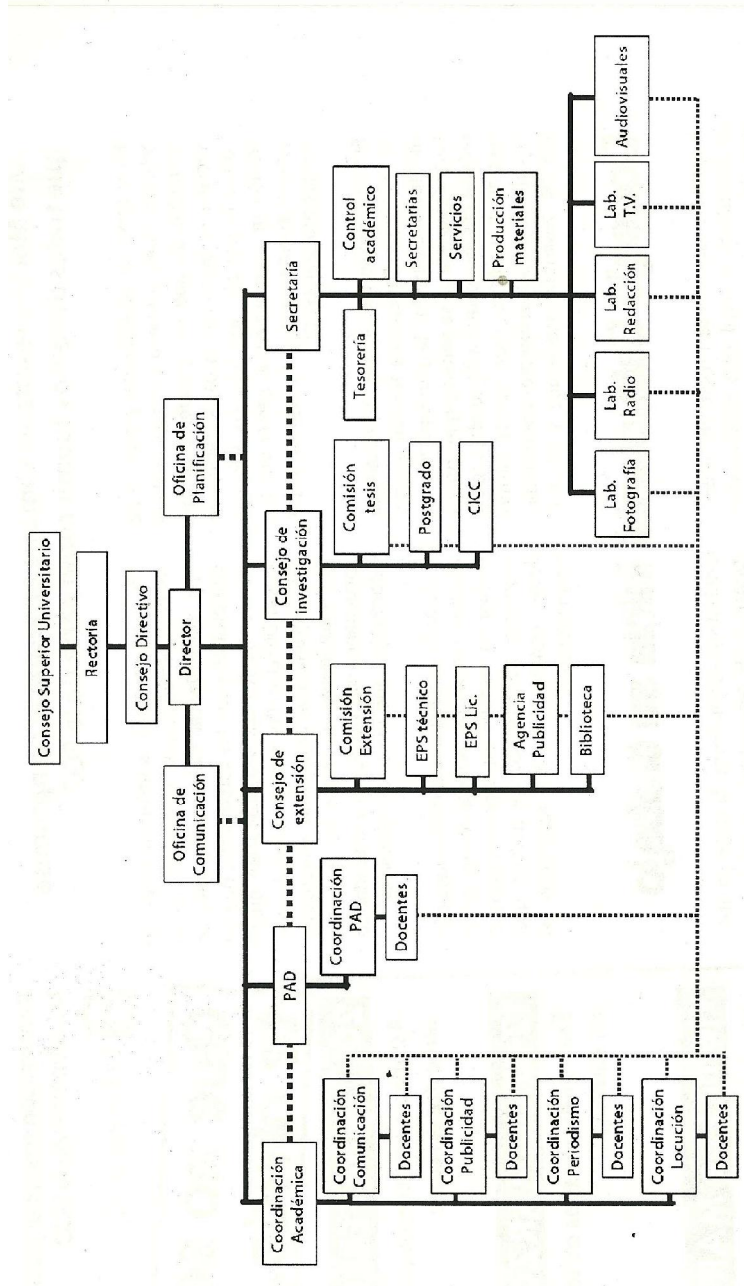 Consejo Superior Universitario
Rectoría
Consejo Directivo
Director
Oficina de
Comunicación
Oficina de
Planificación
Coordinación
Académica
PAD
Consejo de
extensión
Consejo de
investigación
Secretaría
Coordinación
Comunicación
Docentes
Coordinación
Publicidad
Docentes
Coordinación
Periodismo
Docentes
Coordinación
Locución
Docentes
Coordinación
PAD
Docentes
Comisión
Extensión
EPS técnico
EPS Lic.
Agencia
Publicidad
Biblioteca
Comisión
tesis
Postgrado
CICC
Tesorería
Control
académico
Secretarias
Servicios
Producción
materiales
Lab.
Fotografía
Lab.
Radio
Lab.
Redacción
Lab.
T.V.
Audiovisuales